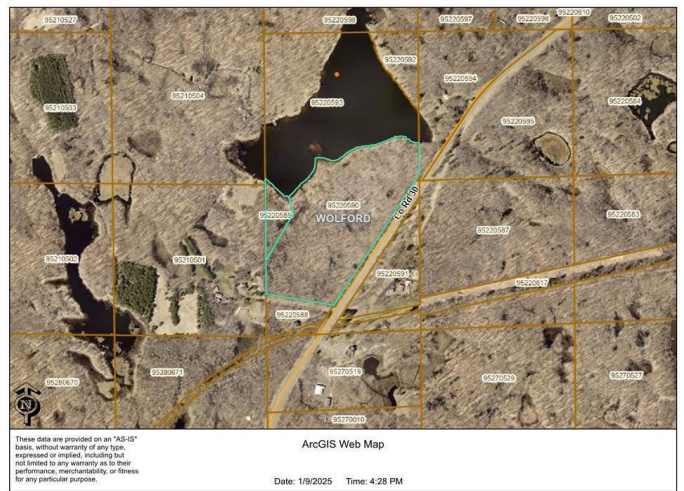 95210527
95220598
95220597
95220596
95220610
95220502
95220592
95220594
95210504
95220593
95220584
95210503
95220595
95220590
95220589
WOLFORD
Co Rd 30
95220583
95220587
95210502
95210501
95220591
95220617
95220588
95280671
95270519
95280670
95270529
95270527
95270010
N
These data are provided on an "AS-IS"
basis, without warranty of any type,
expressed or implied, including but
not limited to any warranty as to their
performance, merchantability, or fitness
for any particular purpose.
ArcGIS Web Map
Date: 1/9/2025 Time: 4:28 PM